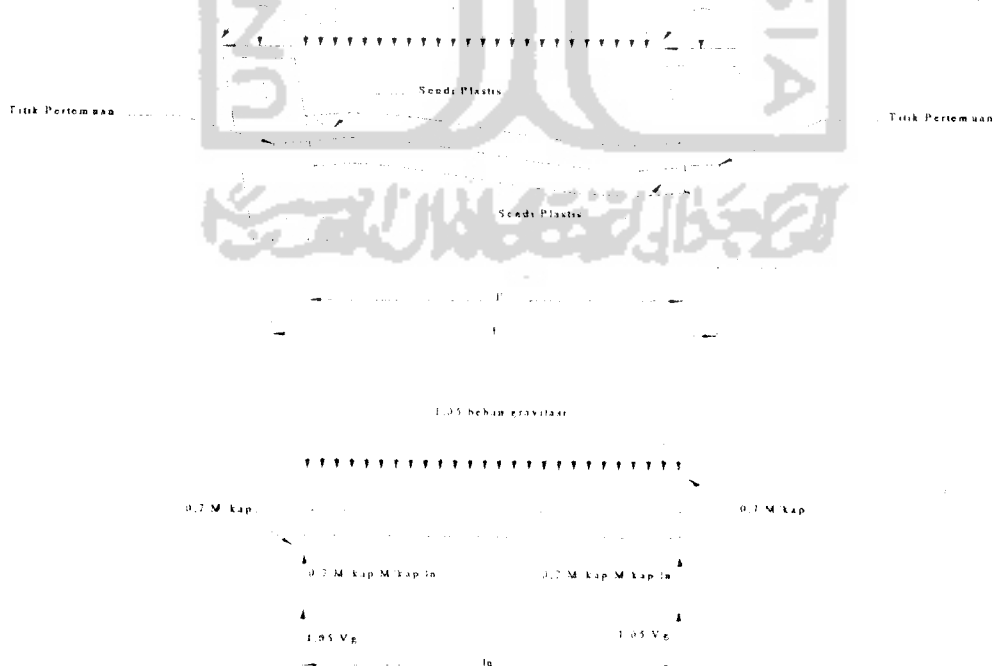 Sendi Plastis
Titik Pertemuan
Titik Pertemuan
Sendi Plastis
1,05 beban gravitasi
0,7 M kap
0,7 M kap
0,7 M kap M'kap ln
0,7 M kap M'kap ln
1,05 Vg
1,05 Vg
ln